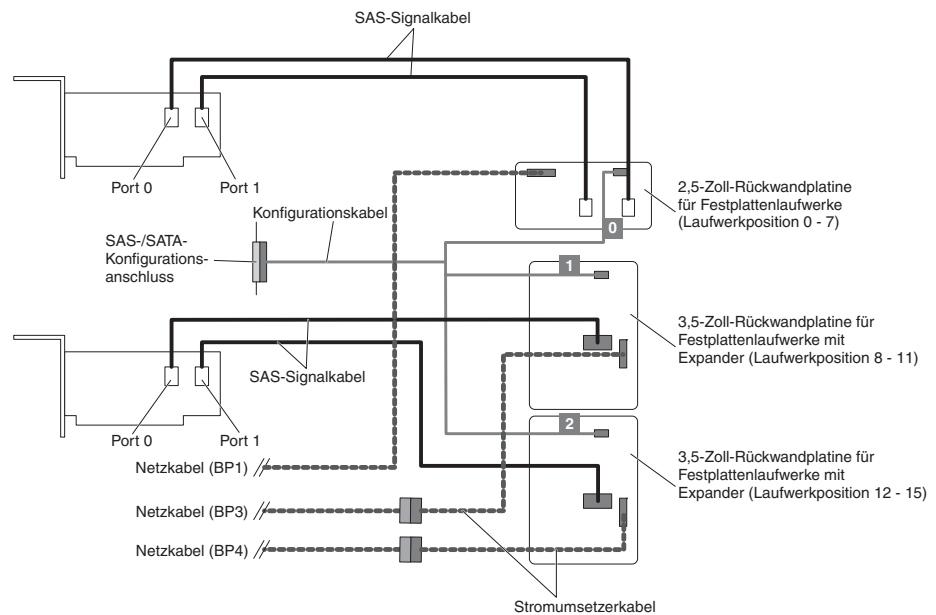 SAS-Signalkabel
Port 0
Port 1
2,5-Zoll-Rückwandplatine
für Festplattenlaufwerke
(Laufwerkposition 0 - 7)
0
Konfigurationskabel
SAS-/SATA-
Konfigurations-
anschluss
1
3,5-Zoll-Rückwandplatine für
Festplattenlaufwerke mit
Expander (Laufwerkposition 8 - 11)
SAS-Signalkabel
Port 0
Port 1
2
Netzkabel (BP1)
3,5-Zoll-Rückwandplatine für
Festplattenlaufwerke mit
Expander (Laufwerkposition 12 - 15)
Netzkabel (BP3)
Netzkabel (BP4)
Stromumsetzerkabel